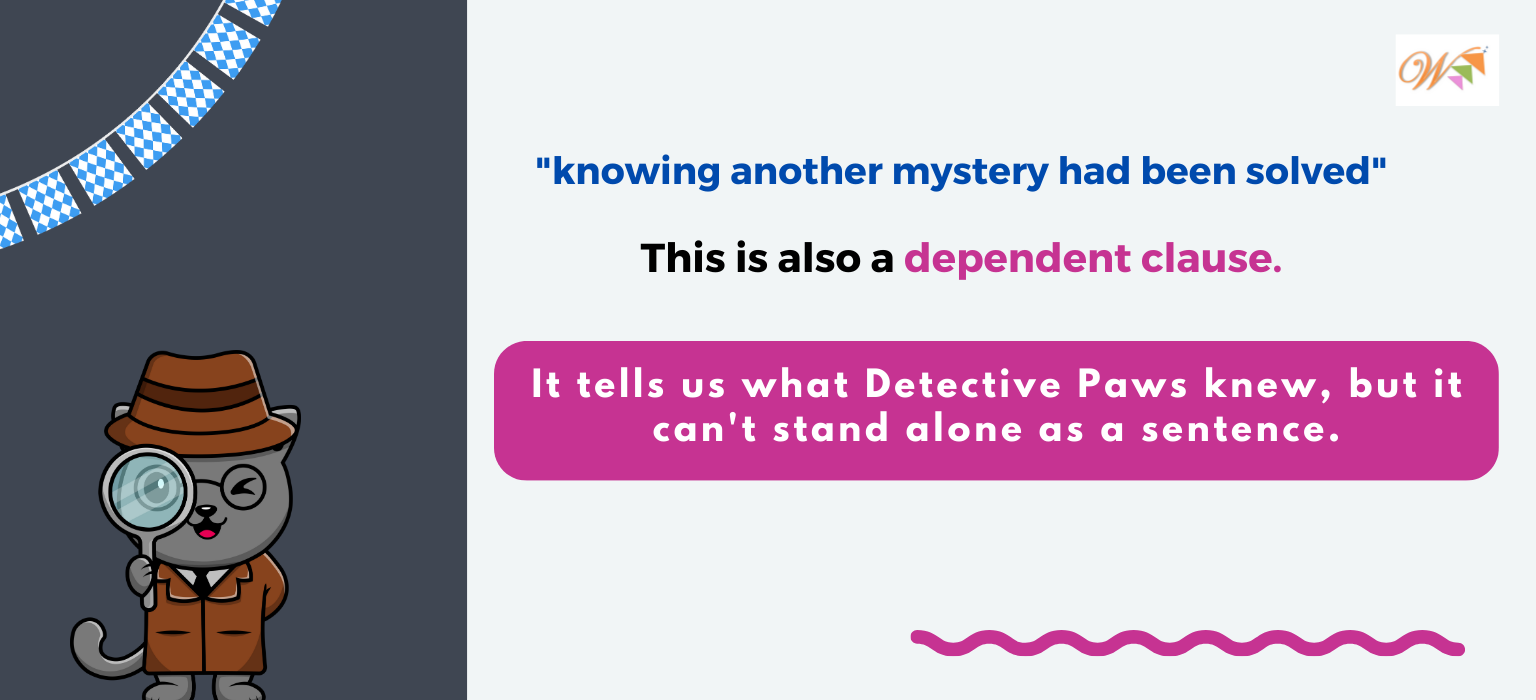 W
"knowing another mystery had been solved"
This is also a dependent clause.
It tells us what Detective Paws knew, but it
can't stand alone as a sentence.